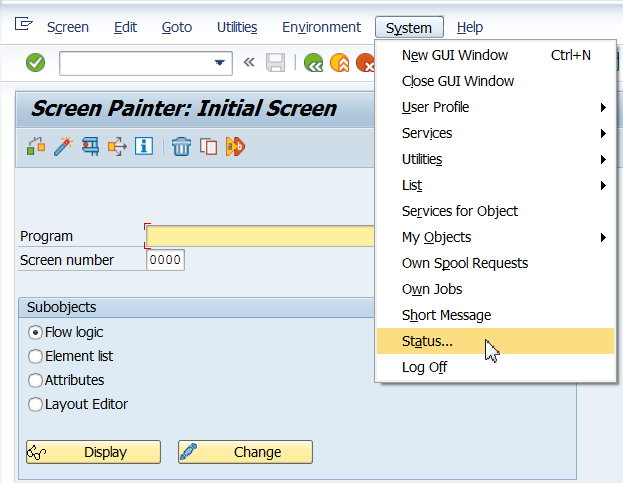 Screen Edit Goto Utilities Environment System Help
New GUI Window Ctrl+N
Close GUI Window
User Profile
Services
Utilities
List
Services for Object
My Objects
Own Spool Requests
Own Jobs
Short Message
Status...
Log Off
Screen Painter: Initial Screen
Program
Screen number 0000
Subobjects
Flow logic
Element list
Attributes
Layout Editor
Display Change